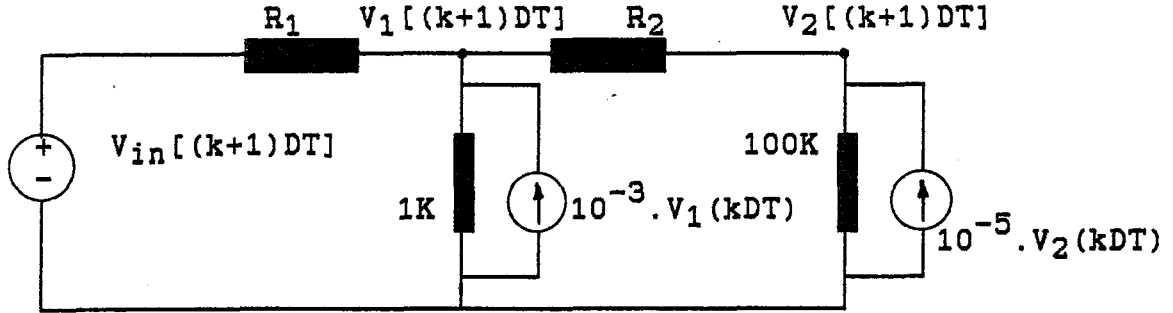 R₁ V₁[(k+1)DT] R₂ V₂[(k+1)DT]
+
-
V_in[(k+1)DT]
100K
1K
10⁻³.V₁(kDT)
10⁻⁵.V₂(kDT)